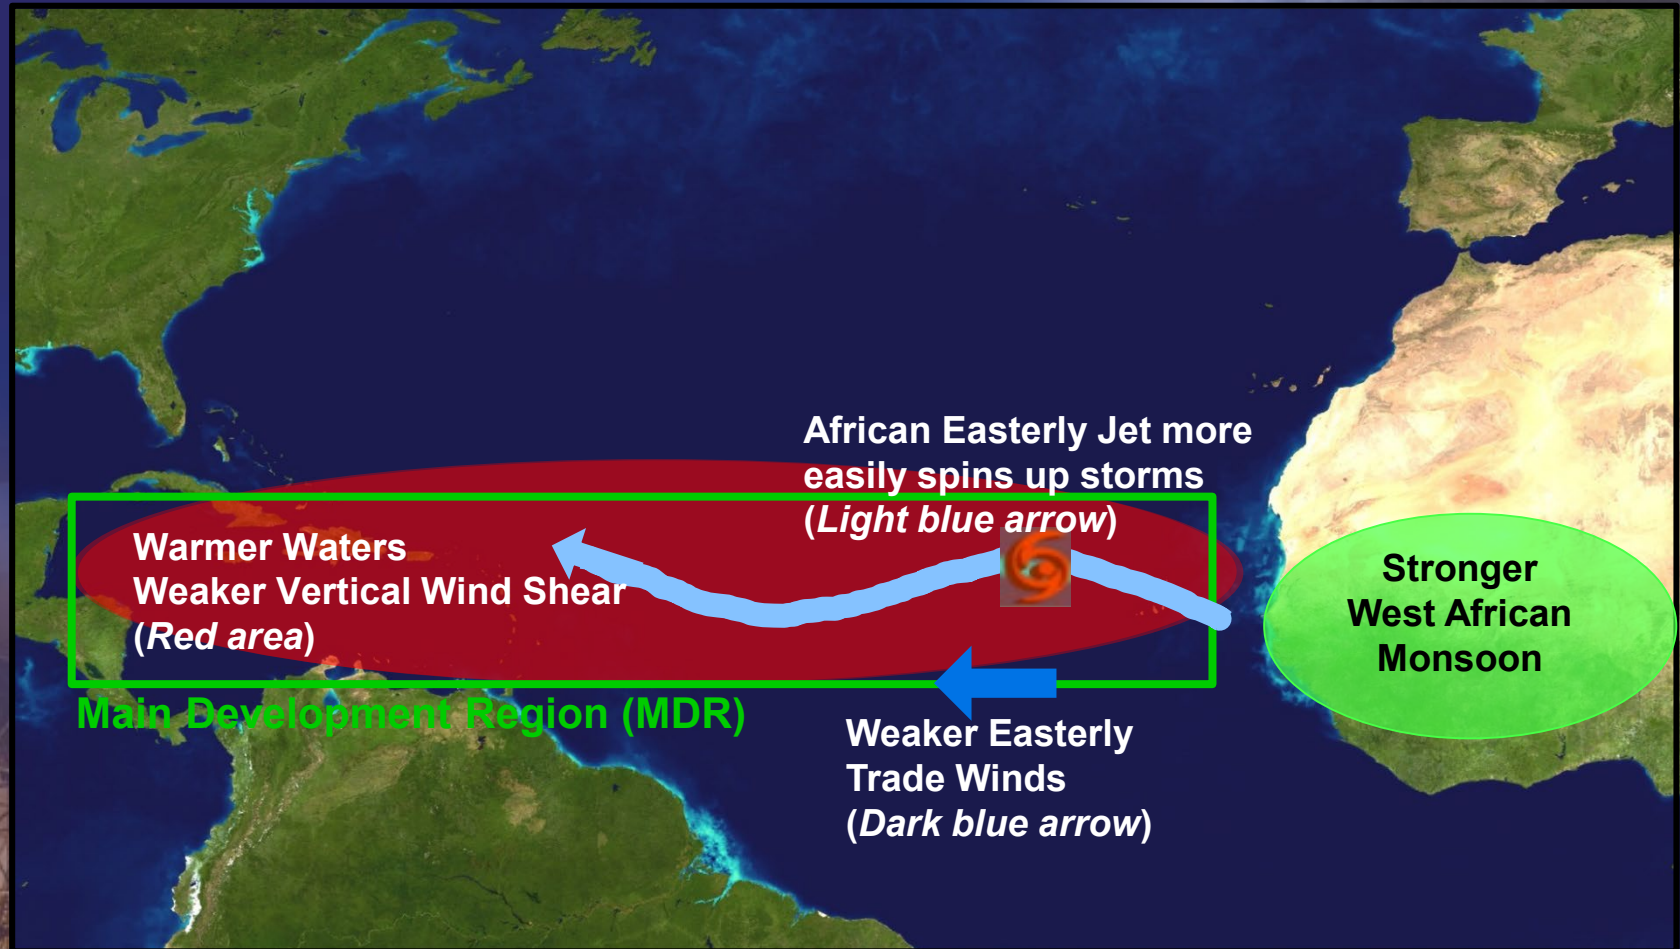 African Easterly Jet more
easily spins up storms
(Light blue arrow)
Warmer Waters
Weaker Vertical Wind Shear
(Red area)
Stronger
West African
Monsoon
Main Development Region (MDR)
Weaker Easterly
Trade Winds
(Dark blue arrow)